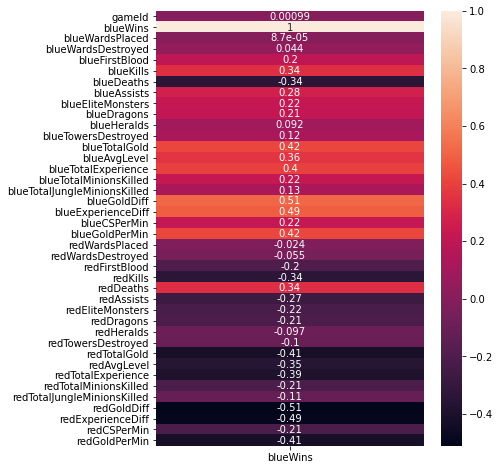 gameId 0.00099
blueWins 1
blueWardsPlaced 8.7e-05
blueWardsDestroyed 0.044
blueFirstBlood 0.2
blueKills 0.34
blueDeaths -0.34
blueAssists 0.28
blueEliteMonsters 0.22
blueDragons 0.21
blueHeralds 0.092
blueTowersDestroyed 0.12
blueTotalGold 0.42
blueAvgLevel 0.36
blueTotalExperience 0.4
blueTotalMinionsKilled 0.22
blueTotalJungleMinionsKilled 0.13
blueGoldDiff 0.51
blueExperienceDiff 0.49
blueCSPerMin 0.22
blueGoldPerMin 0.42
redWardsPlaced -0.024
redWardsDestroyed -0.055
redFirstBlood -0.2
redKills -0.34
redDeaths 0.34
redAssists -0.27
redEliteMonsters -0.22
redDragons -0.21
redHeralds -0.097
redTowersDestroyed -0.1
redTotalGold -0.41
redAvgLevel -0.35
redTotalExperience -0.39
redTotalMinionsKilled -0.21
redTotalJungleMinionsKilled -0.11
redGoldDiff -0.51
redExperienceDiff -0.49
redCSPerMin -0.21
redGoldPerMin -0.41
blueWins
1.0
0.8
0.6
0.4
0.2
0.0
-0.2
-0.4